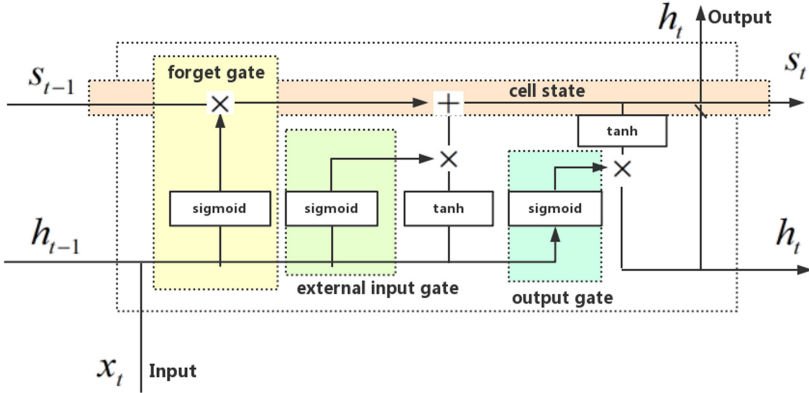 h_t Output
s_{t-1} forget gate cell state s_t
× + tanh
× ×
sigmoid sigmoid tanh sigmoid
h_{t-1} h_t
external input gate output gate
x_t Input